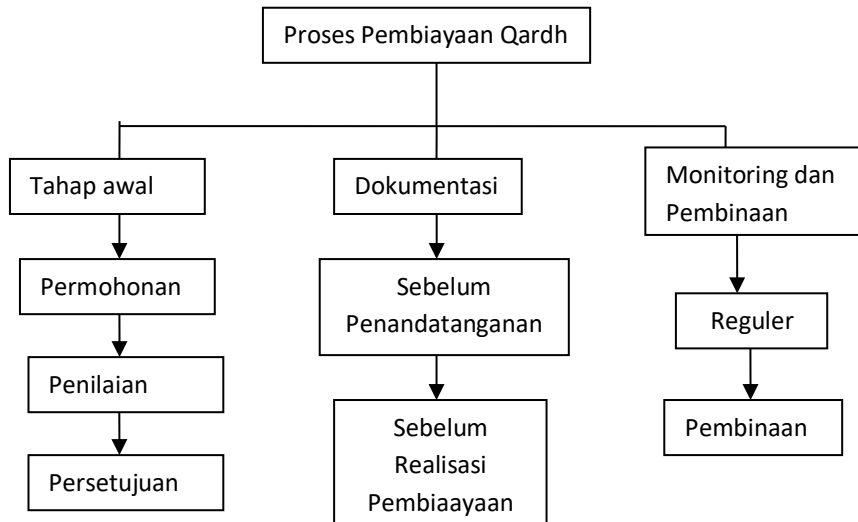 Proses Pembiayaan Qardh
Tahap awal
Dokumentasi
Monitoring dan
Pembinaan
Permohonan
Sebelum
Penandatanganan
Reguler
Penilaian
Sebelum
Realisasi
Pembiaayaan
Pembinaan
Persetujuan